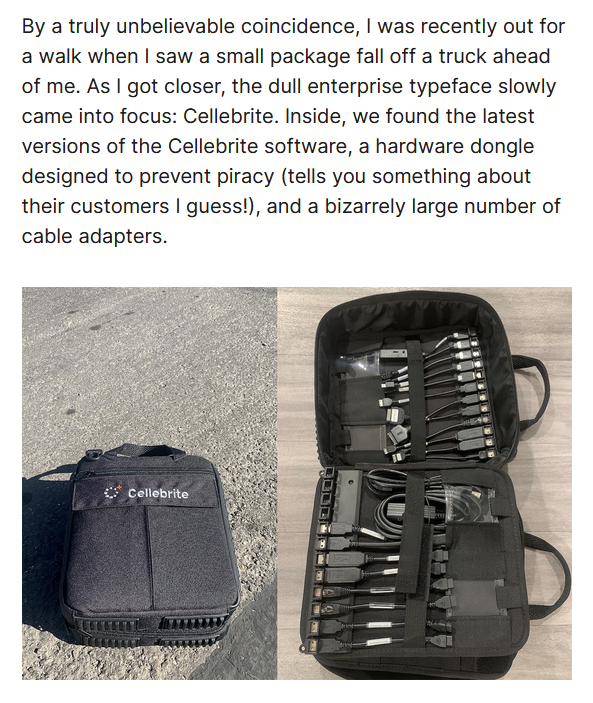 By a truly unbelievable coincidence, I was recently out for
a walk when I saw a small package fall off a truck ahead
of me. As I got closer, the dull enterprise typeface slowly
came into focus: Cellebrite. Inside, we found the latest
versions of the Cellebrite software, a hardware dongle
designed to prevent piracy (tells you something about
their customers I guess!), and a bizarrely large number of
cable adapters.
Cellebrite